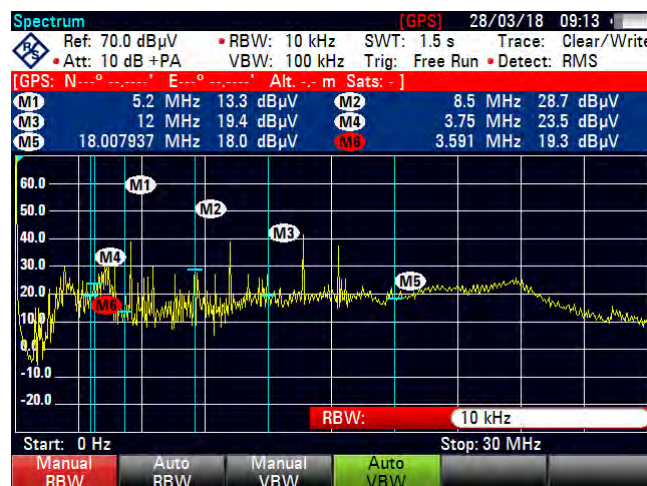 Spectrum [GPS] 28/03/18 09:13
R&S Ref: 70.0 dBµV • RBW: 10 kHz SWT: 1.5 s Trace: Clear/Write
• Att: 10 dB +PA VBW: 100 kHz Trig: Free Run • Detect: RMS
[GPS: N---° --.----' E---° --.----' Alt. -.- m Sats: - ]
M1 5.2 MHz 13.3 dBµV M2 8.5 MHz 28.7 dBµV
M3 12 MHz 19.4 dBµV M4 3.75 MHz 23.5 dBµV
M5 18.007937 MHz 18.0 dBµV M6 3.591 MHz 19.3 dBµV
60.0
M1
50.0
M2
40.0
M3
30.0
M4
20.0
M5
M6
10.0
0.0
-10.0
-20.0
RBW: 10 kHz
Start: 0 Hz Stop: 30 MHz
Manual Auto Manual Auto
RBW RBW VBW VBW